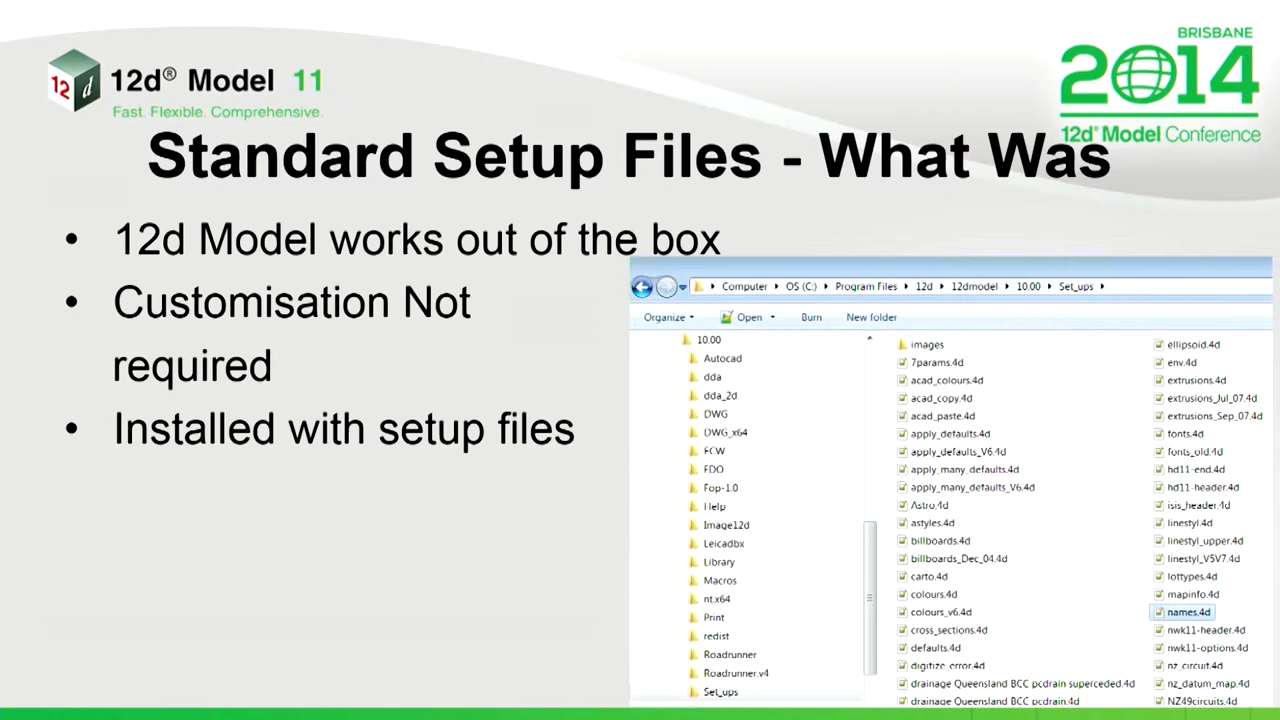 BRISBANE
2014
12d® Model Conference
12 d
12d® Model 11
Fast. Flexible. Comprehensive.
Standard Setup Files - What Was
• 12d Model works out of the box
• Customisation Not
required
• Installed with setup files
Computer OS (C:) Program Files 12d 12dmodel 10.00 Set_ups
Organize Open Burn New folder
10.00
Autocad
dda
dda_2d
DWG
DWG_x64
ECW
FDO
Fop-1.0
Help
Image12d
Leicadbx
Library
Macros
nt.x64
Print
redist
Roadrunner
Roadrunner.v4
Set_ups
images
7params.4d
acad_colours.4d
acad_copy.4d
acad_paste.4d
apply_defaults.4d
apply_defaults_V6.4d
apply_many_defaults.4d
apply_many_defaults_V6.4d
Astro.4d
astyles.4d
billboards.4d
billboards_Dec_04.4d
carto.4d
colours.4d
colours_v6.4d
cross_sections.4d
defaults.4d
digitize_error.4d
drainage Queensland BCC pcdrain superceded.4d
drainage Queensland BCC pcdrain.4d
ellipsoid.4d
env.4d
extrusions.4d
extrusions_Jul_07.4d
extrusions_Sep_07.4d
fonts.4d
fonts_old.4d
hd11-end.4d
hd11-header.4d
isis_header.4d
linestyl.4d
linestyl_upper.4d
linestyl_V5V7.4d
lottypes.4d
mapinfo.4d
names.4d
nwk11-header.4d
nwk11-options.4d
nz_circuit.4d
nz_datum_map.4d
NZ49circuits.4d